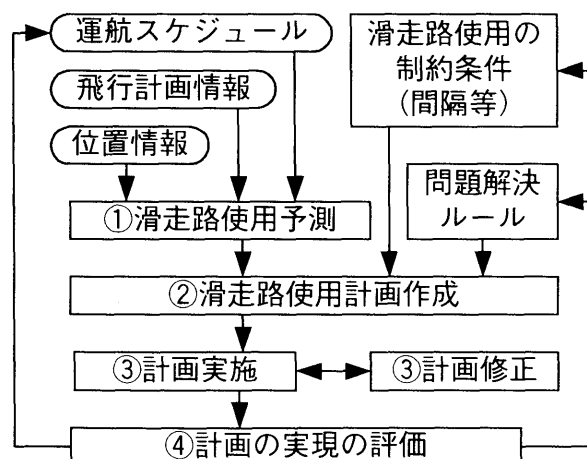 運航スケジュール
飛行計画情報
位置情報
滑走路使用の
制約条件
(間隔等)
問題解決
ルール
①滑走路使用予測
②滑走路使用計画作成
③計画実施
③計画修正
④計画の実現の評価